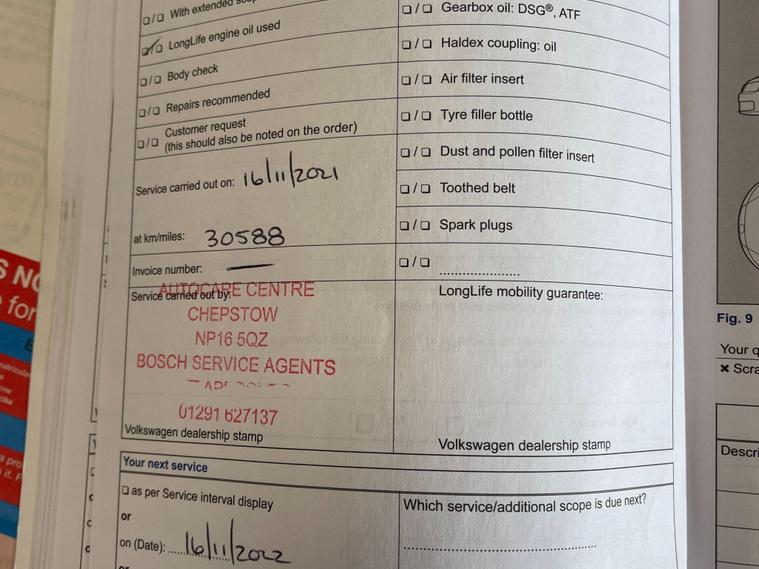 With extended
LongLife engine oil used
Body check
Repairs recommended
Customer request
(this should also be noted on the order)
Service carried out on: 16/11/2021
at km/miles: 30588
Invoice number: —
Service carried out by:
AUTOCARE CENTRE
CHEPSTOW
NP16 5QZ
BOSCH SERVICE AGENTS
01291 627137
Volkswagen dealership stamp
Gearbox oil: DSG®, ATF
Haldex coupling: oil
Air filter insert
Tyre filler bottle
Dust and pollen filter insert
Toothed belt
Spark plugs
LongLife mobility guarantee:
Volkswagen dealership stamp
Your next service
as per Service interval display
or
on (Date): 16/11/2022
or
Which service/additional scope is due next?
Fig. 9
Your